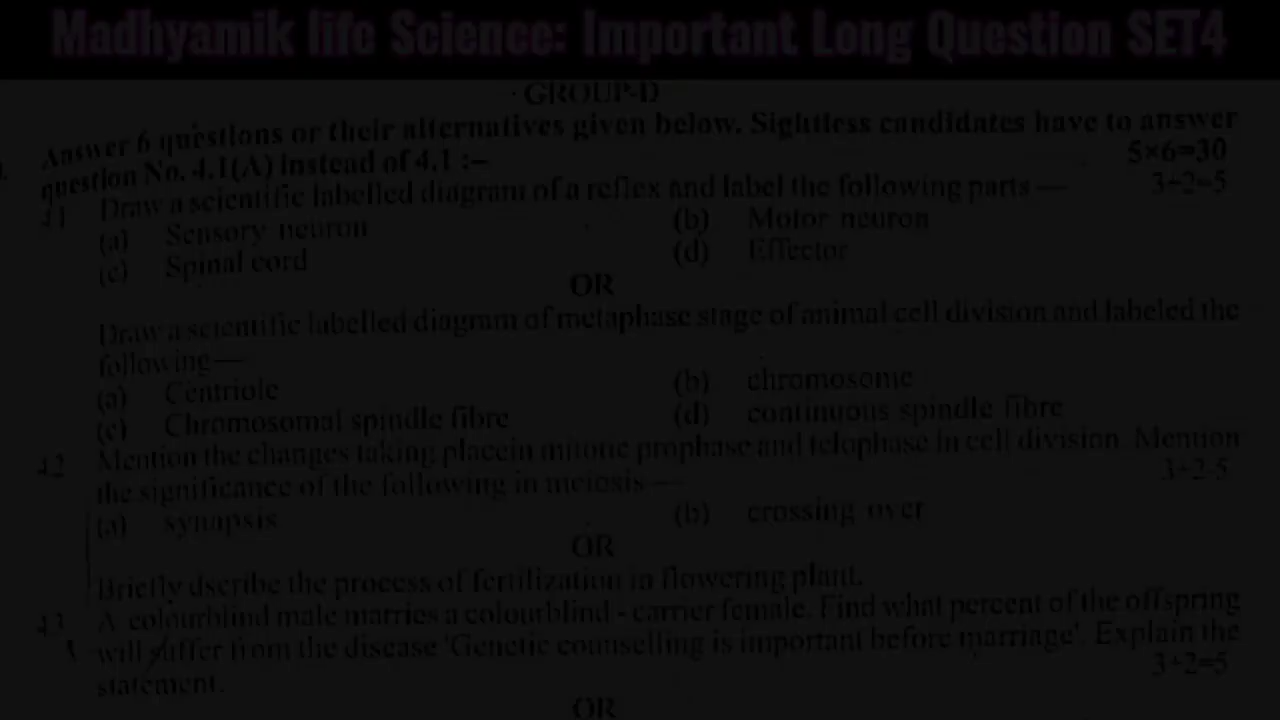 Madhyamik life Science: Important Long Question SET4
GROUP-D
Answer 6 questions or their alternatives given below. Sightless candidates have to answer
question No. 4.1(A) instead of 4.1 :– 5×6=30
4.1 Draw a scientific labelled diagram of a reflex and label the following parts — 3+2=5
(a) Sensory neuron (b) Motor neuron
(c) Spinal cord (d) Effector
OR
Draw a scientific labelled diagram of metaphase stage of animal cell division and labeled the
following —
(a) Centriole (b) chromosome
(c) Chromosomal spindle fibre (d) continuous spindle fibre
4.2 Mention the changes taking placein mitotic prophase and telophase in cell division. Mention
the significance of the following in meiosis — 3+2-5
(a) synapsis (b) crossing over
OR
Briefly dscribe the process of fertilization in flowering plant.
4.3 A colourblind male marries a colourblind - carrier female. Find what percent of the offspring
will suffer from the disease 'Genetic counselling is important before marriage'. Explain the
statement. 3+2=5
OR